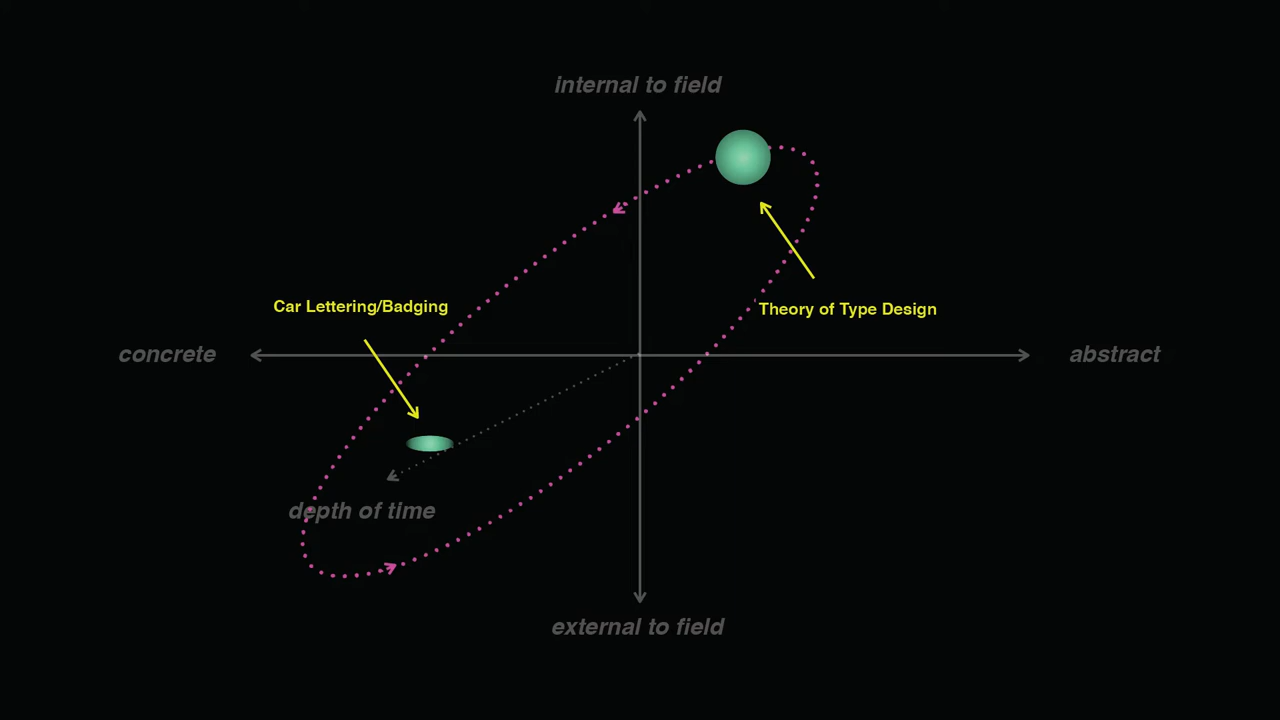 internal to field
Car Lettering/Badging
Theory of Type Design
concrete
abstract
depth of time
external to field